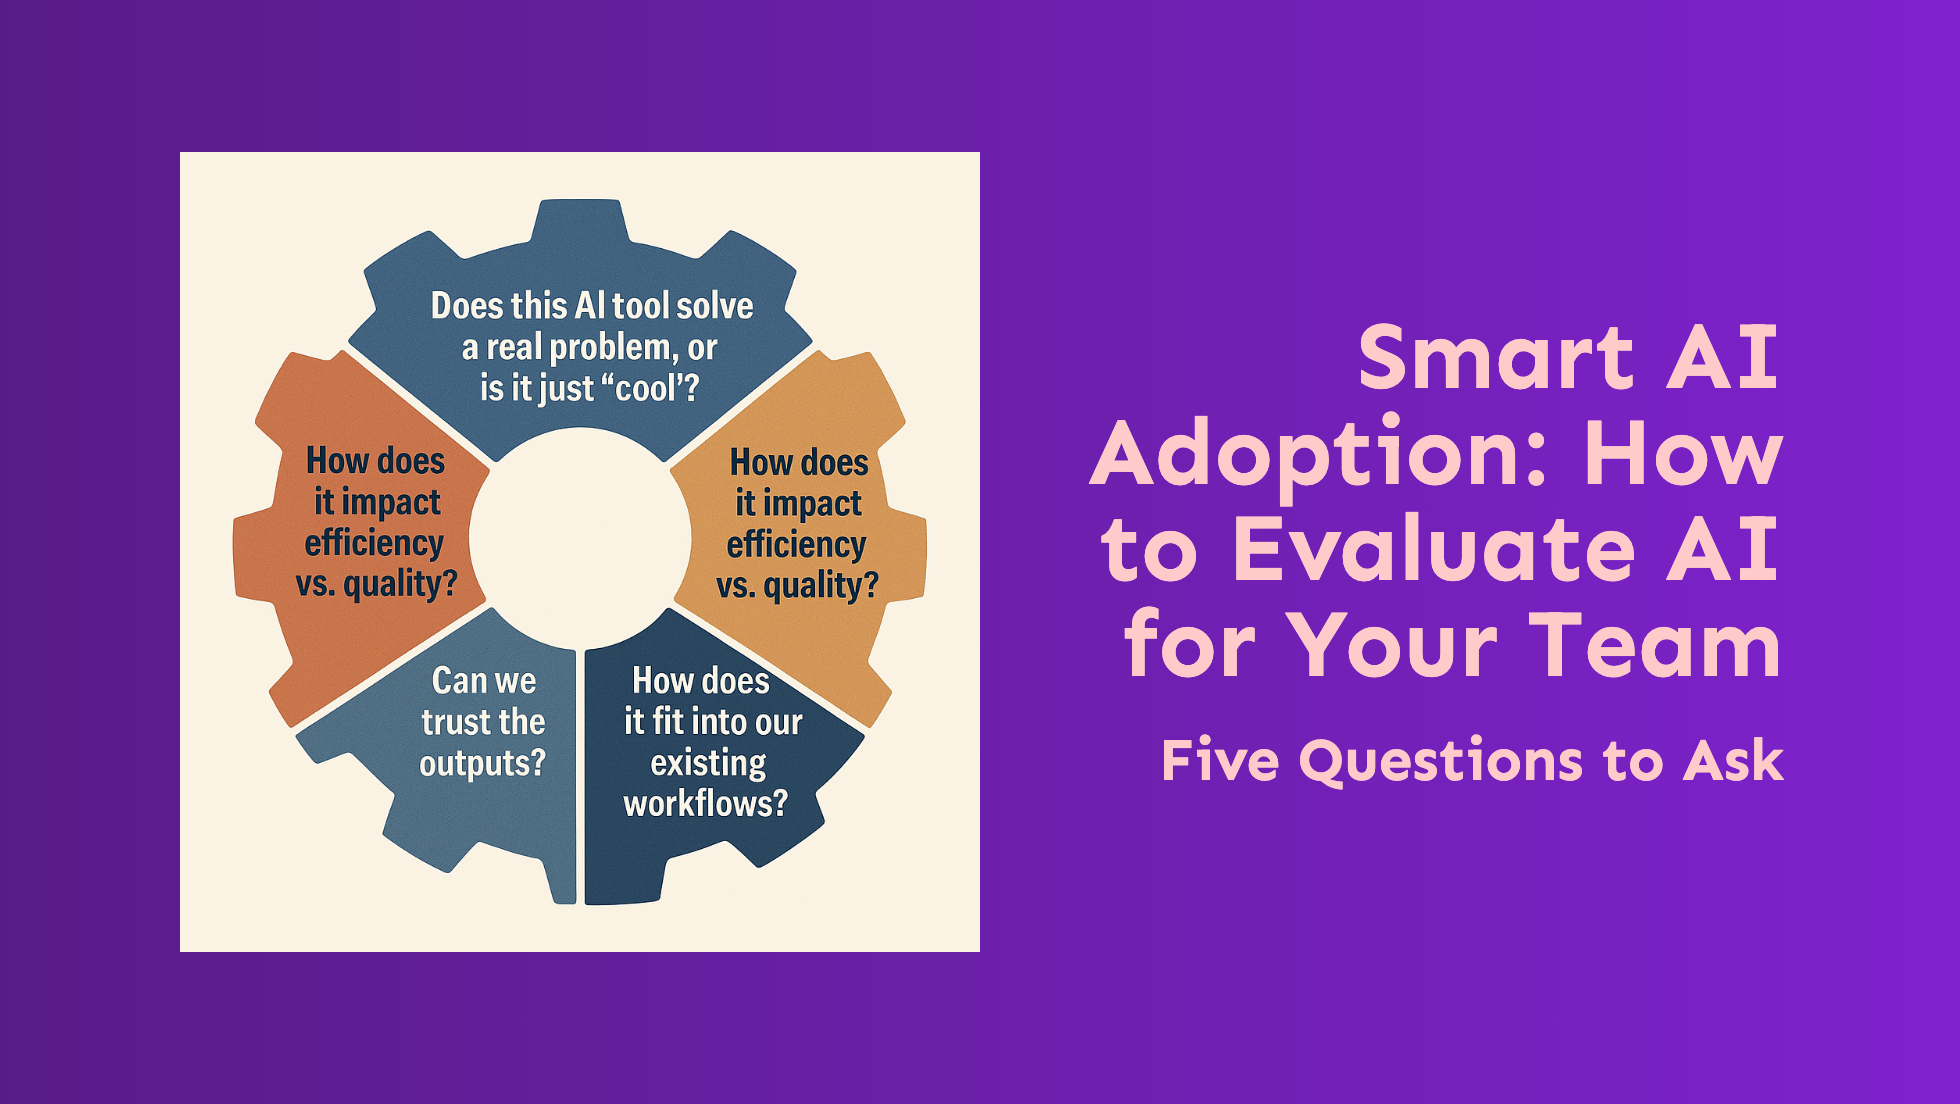 Does this AI tool solve
a real problem, or
is it just “cool’?
How does
it impact
efficiency
vs. quality?
How does
it impact
efficiency
vs. quality?
Can we
trust the
outputs?
How does
it fit into our
existing
workflows?
Smart AI
Adoption: How
to Evaluate AI
for Your Team
Five Questions to Ask